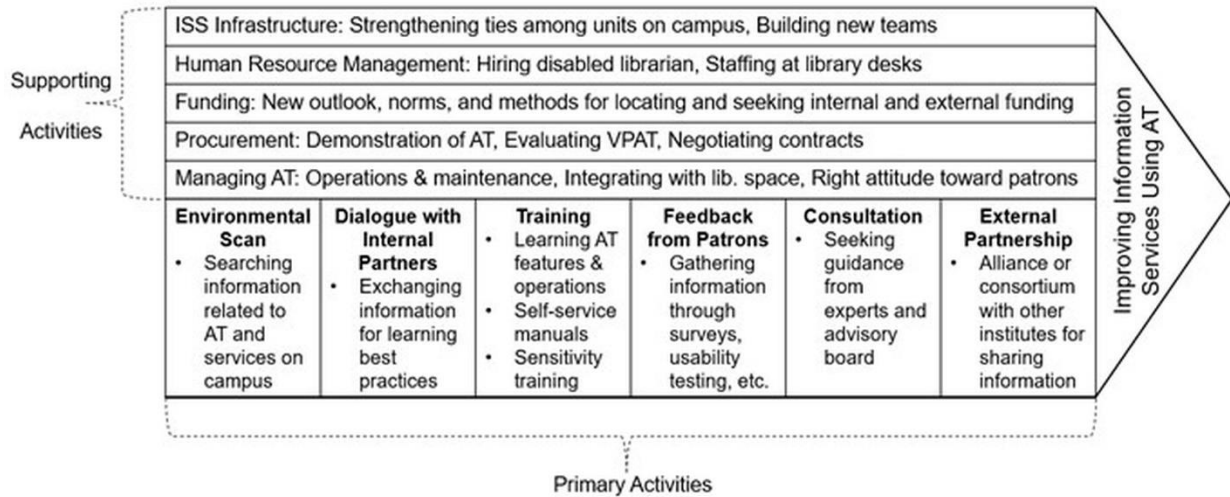 ISS Infrastructure: Strengthening ties among units on campus, Building new teams
Human Resource Management: Hiring disabled librarian, Staffing at library desks
Supporting
Activities
Funding: New outlook, norms, and methods for locating and seeking internal and external funding
Procurement: Demonstration of AT, Evaluating VPAT, Negotiating contracts
Managing AT: Operations & maintenance, Integrating with lib. space, Right attitude toward patrons
Environmental
Scan
• Searching
information
related to
AT and
services on
campus
Dialogue with
Internal
Partners
• Exchanging
information
for learning
best
practices
Training
• Learning AT
features &
operations
• Self-service
manuals
• Sensitivity
training
Feedback
from Patrons
• Gathering
information
through
surveys,
usability
testing, etc.
Consultation
• Seeking
guidance
from
experts and
advisory
board
External
Partnership
• Alliance or
consortium
with other
institutes for
sharing
information
Improving Information
Services Using AT
Primary Activities